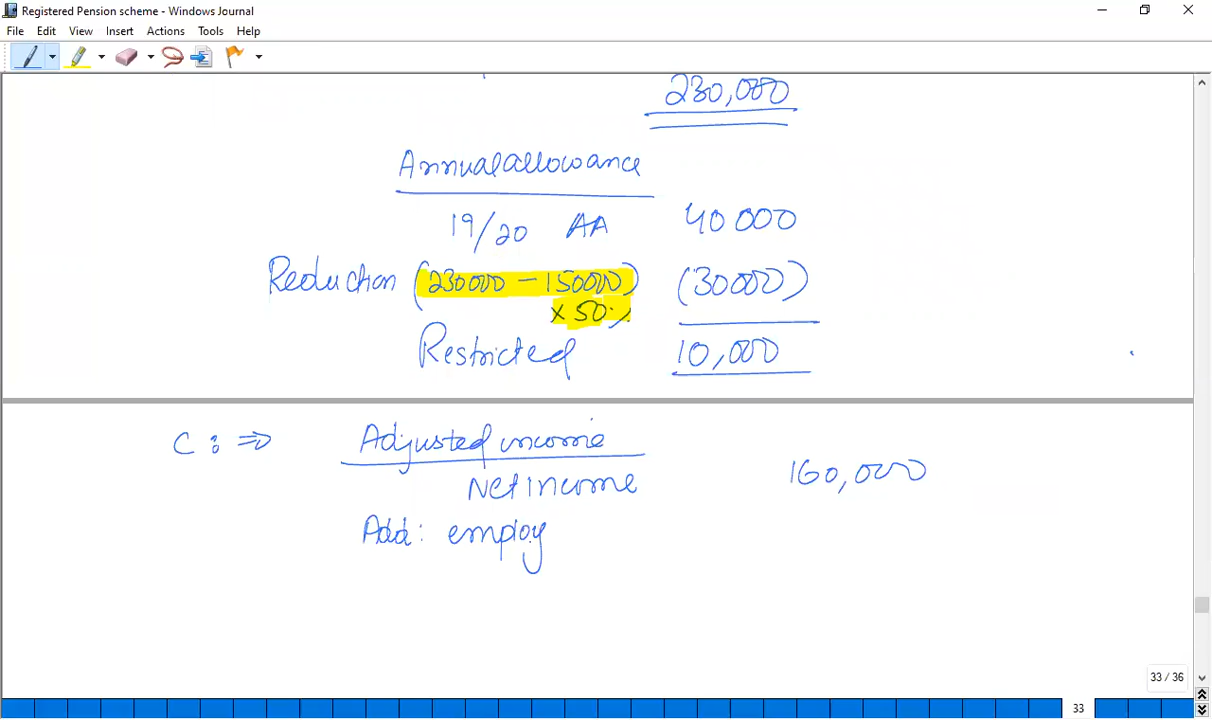 Registered Pension scheme - Windows Journal
File Edit View Insert Actions Tools Help
230,000
Annual allowance
19/20 AA 40 000
Reduction (230000 - 150000) (30000)
x 50%
Restricted 10,000
C : ⇒ Adjusted income
Net income 160,000
Add: employ
33 / 36
33